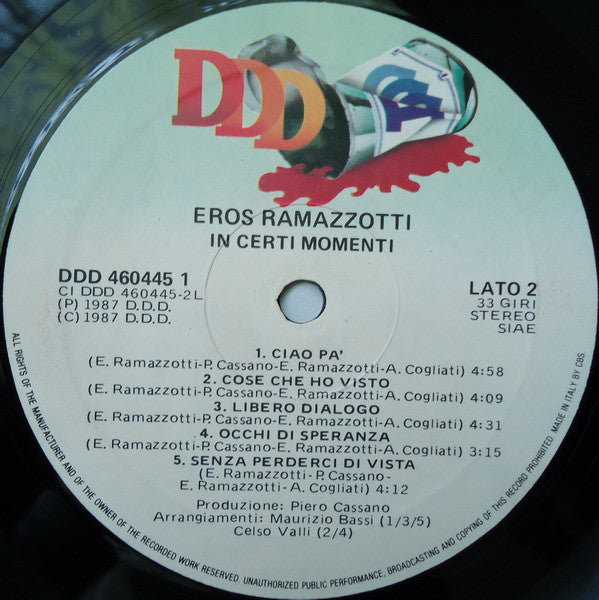 DDD
EROS RAMAZZOTTI
IN CERTI MOMENTI
DDD 460445 1
CI DDD 460445-2L
(P) 1987 D.D.D.
(C) 1987 D.D.D.
LATO 2
33 GIRI
STEREO
SIAE
1. CIAO PA'
(E. Ramazzotti-P. Cassano-E. Ramazzotti-A. Cogliati) 4:58
2. COSE CHE HO VISTO
(E. Ramazzotti-P. Cassano-E. Ramazzotti-A. Cogliati) 4:09
3. LIBERO DIALOGO
(E. Ramazzotti-P. Cassano-E. Ramazzotti-A. Cogliati) 4:31
4. OCCHI DI SPERANZA
(E. Ramazzotti-P. Cassano-E. Ramazzotti-A. Cogliati) 3:15
5. SENZA PERDERCI DI VISTA
(E. Ramazzotti-P. Cassano-
E. Ramazzotti-A. Cogliati) 4:12
Produzione: Piero Cassano
Arrangiamenti: Maurizio Bassi (1/3/5)
Celso Valli (2/4)
ALL RIGHTS OF THE MANUFACTURER AND OF THE OWNER OF THE RECORDED WORK RESERVED. UNAUTHORIZED PUBLIC PERFORMANCE, BROADCASTING AND COPYING OF THIS RECORD PROHIBITED. MADE IN ITALY BY CBS